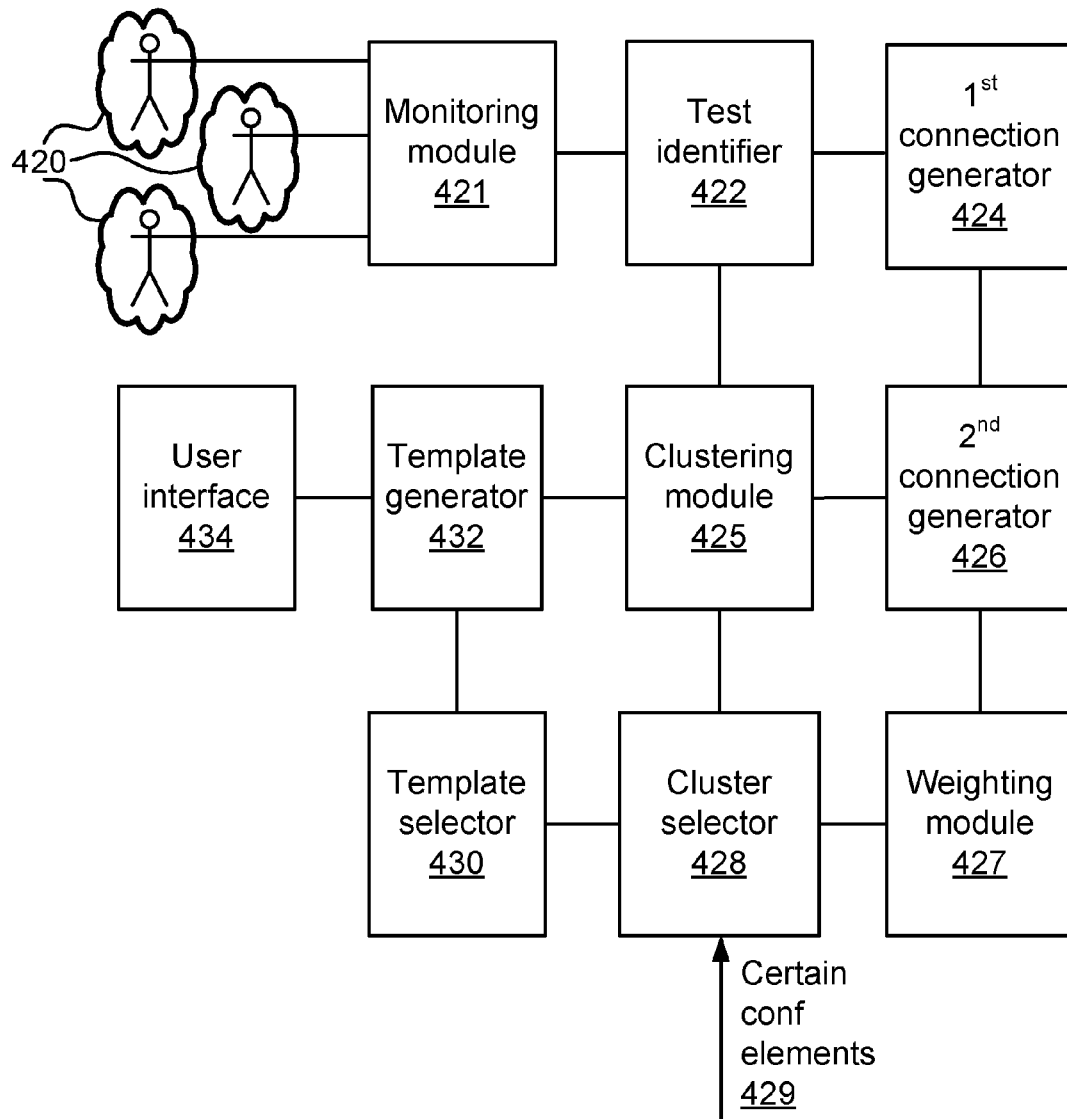 420
Monitoring
module
421
Test
identifier
422
1st
connection
generator
424
User
interface
434
Template
generator
432
Clustering
module
425
2nd
connection
generator
426
Template
selector
430
Cluster
selector
428
Weighting
module
427
Certain
conf
elements
429